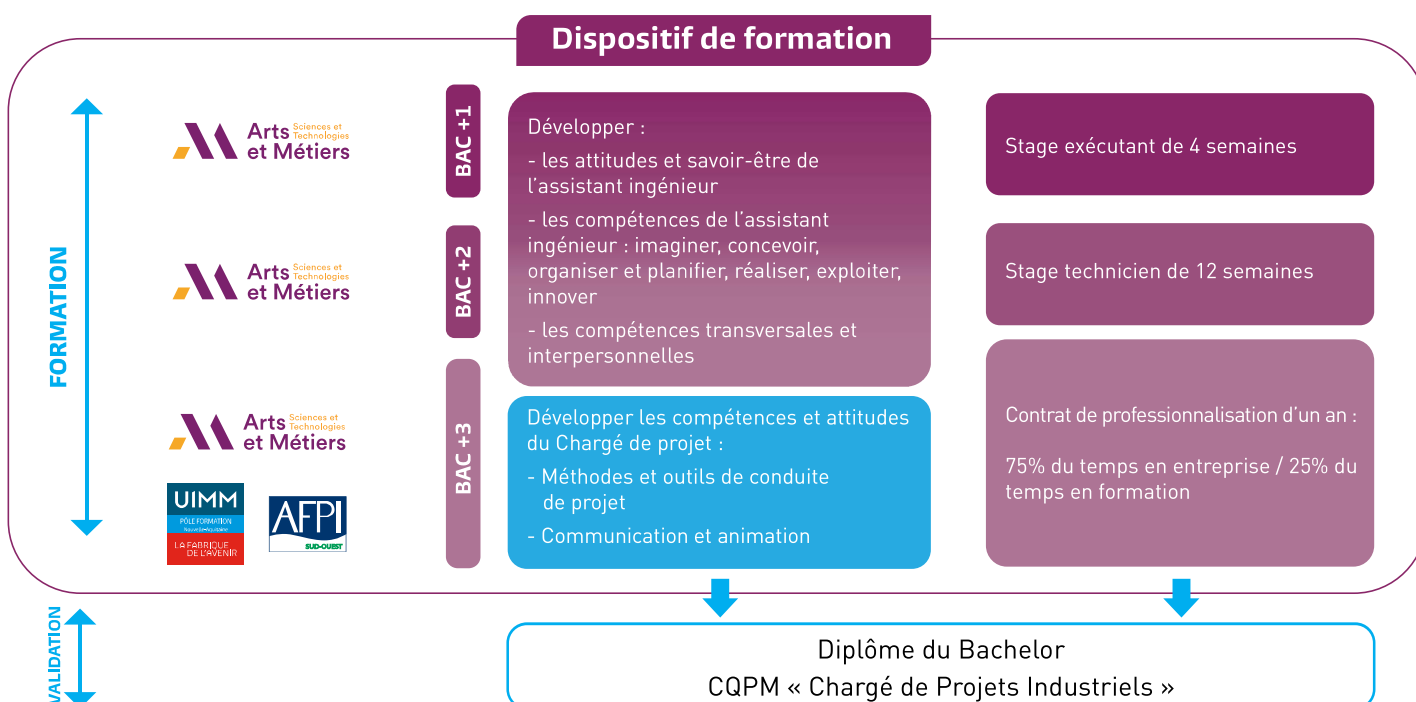 Dispositif de formation
FORMATION
Arts Sciences et
Technologies
et Métiers
BAC +1
Développer :
- les attitudes et savoir-être de
l’assistant ingénieur
- les compétences de l’assistant
ingénieur : imaginer, concevoir,
organiser et planifier, réaliser, exploiter,
innover
- les compétences transversales et
interpersonnelles
Stage exécutant de 4 semaines
Arts Sciences et
Technologies
et Métiers
BAC +2
Stage technicien de 12 semaines
Arts Sciences et
Technologies
et Métiers
UIMM
PÔLE FORMATION
Nouvelle-Aquitaine
LA FABRIQUE
DE L'AVENIR
AFPI
SUD-OUEST
BAC +3
Développer les compétences et attitudes
du Chargé de projet :
- Méthodes et outils de conduite
de projet
- Communication et animation
Contrat de professionnalisation d’un an :
75% du temps en entreprise / 25% du
temps en formation
VALIDATION
Diplôme du Bachelor
CQPM « Chargé de Projets Industriels »